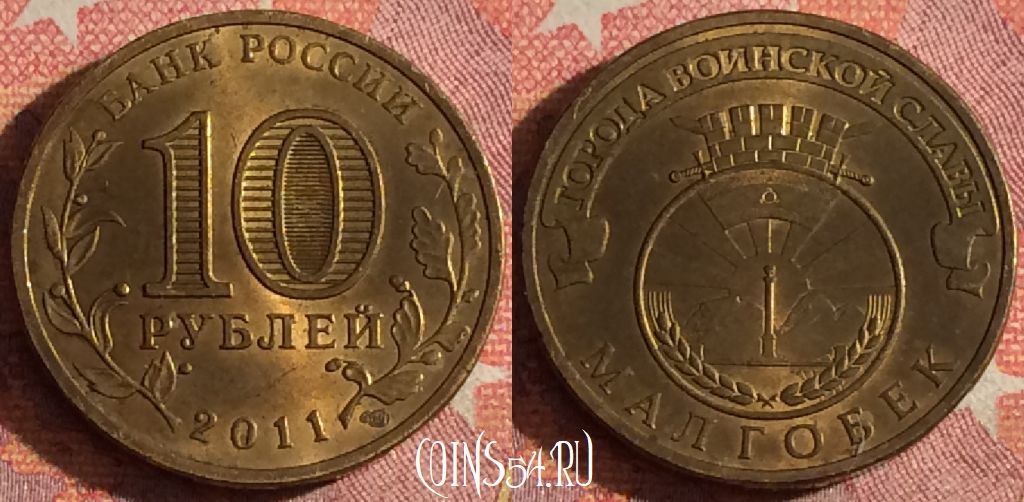 БАНК РОССИИ
10
РУБЛЕЙ
2011
ГОРОДА ВОИНСКОЙ СЛАВЫ
МАЛГОБЕК
COINS54.RU